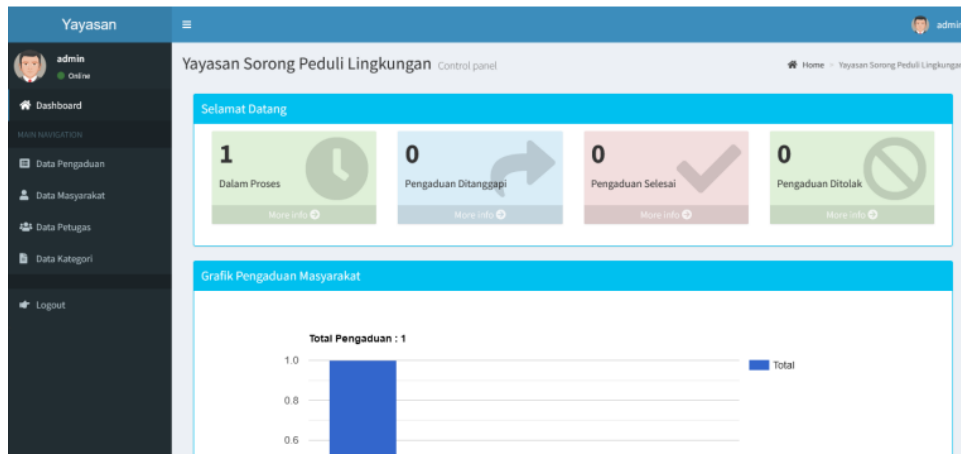 Yayasan
admin
admin
Online
Dashboard
MAIN NAVIGATION
Data Pengaduan
Data Masyarakat
Data Petugas
Data Kategori
Logout
Yayasan Sorong Peduli Lingkungan Control panel
Home > Yayasan Sorong Peduli Lingkungan
Selamat Datang
1
Dalam Proses
More info
0
Pengaduan Ditanggapi
More info
0
Pengaduan Selesai
More info
0
Pengaduan Ditolak
More info
Grafik Pengaduan Masyarakat
Total Pengaduan : 1
1.0
0.8
0.6
Total